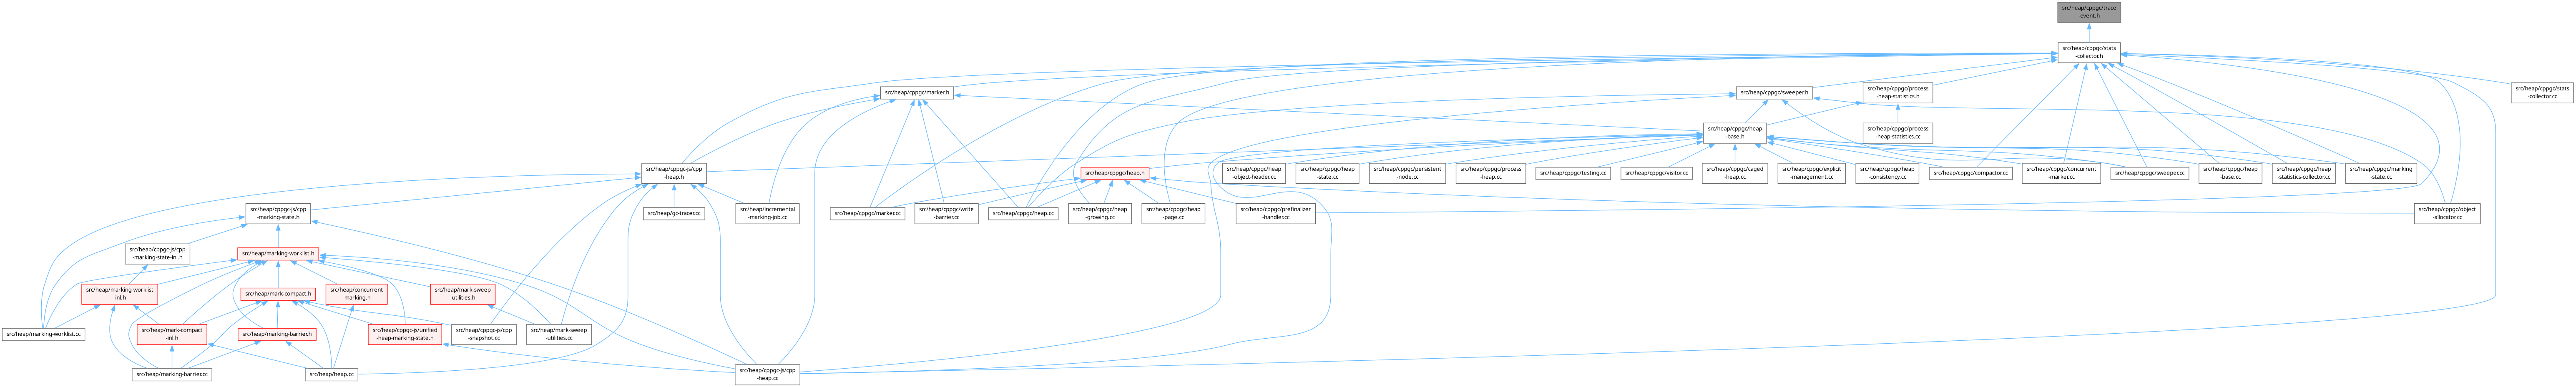 src/heap/cppgc/trace
-event.h
src/heap/cppgc/stats
-collector.h
src/heap/cppgc/marker.h
src/heap/cppgc/sweeper.h
src/heap/cppgc/process
-heap-statistics.h
src/heap/cppgc/stats
-collector.cc
src/heap/cppgc/heap
-base.h
src/heap/cppgc/process
-heap-statistics.cc
src/heap/cppgc-js/cpp
-heap.h
src/heap/cppgc/heap.h
src/heap/cppgc/heap
-object-header.cc
src/heap/cppgc/heap
-state.cc
src/heap/cppgc/persistent
-node.cc
src/heap/cppgc/process
-heap.cc
src/heap/cppgc/testing.cc
src/heap/cppgc/visitor.cc
src/heap/cppgc/caged
-heap.cc
src/heap/cppgc/explicit
-management.cc
src/heap/cppgc/heap
-consistency.cc
src/heap/cppgc/compactor.cc
src/heap/cppgc/concurrent
-marker.cc
src/heap/cppgc/sweeper.cc
src/heap/cppgc/heap
-base.cc
src/heap/cppgc/heap
-statistics-collector.cc
src/heap/cppgc/marking
-state.cc
src/heap/cppgc-js/cpp
-marking-state.h
src/heap/gc-tracer.cc
src/heap/incremental
-marking-job.cc
src/heap/cppgc/marker.cc
src/heap/cppgc/write
-barrier.cc
src/heap/cppgc/heap.cc
src/heap/cppgc/heap
-growing.cc
src/heap/cppgc/heap
-page.cc
src/heap/cppgc/prefinalizer
-handler.cc
src/heap/cppgc/object
-allocator.cc
src/heap/cppgc-js/cpp
-marking-state-inl.h
src/heap/marking-worklist.h
src/heap/marking-worklist
-inl.h
src/heap/mark-compact.h
src/heap/concurrent
-marking.h
src/heap/mark-sweep
-utilities.h
src/heap/marking-worklist.cc
src/heap/mark-compact
-inl.h
src/heap/marking-barrier.h
src/heap/cppgc-js/unified
-heap-marking-state.h
src/heap/cppgc-js/cpp
-snapshot.cc
src/heap/mark-sweep
-utilities.cc
src/heap/marking-barrier.cc
src/heap/heap.cc
src/heap/cppgc-js/cpp
-heap.cc